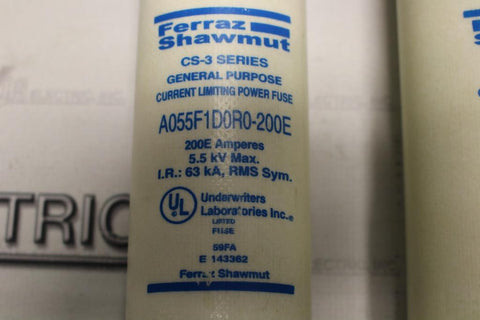 Ferraz
Shawmut
CS-3 SERIES
GENERAL PURPOSE
CURRENT LIMITING POWER FUSE
A055F1D0R0-200E
200E Amperes
5.5 kV Max.
I.R.: 63 kA, RMS Sym.
UL
Underwriters
Laboratories Inc.®
LISTED
FUSE
59FA
E 143362
Ferraz Shawmut
TRIC